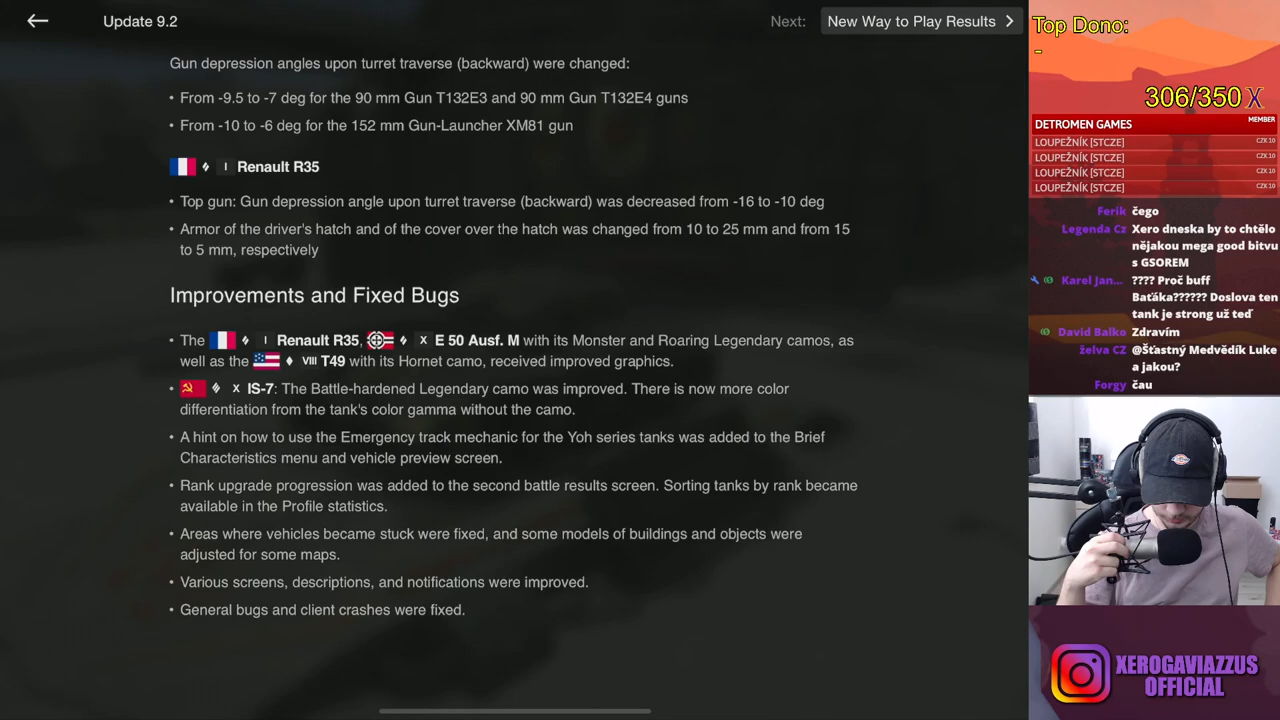 Update 9.2
Next:
New Way to Play Results
Gun depression angles upon turret traverse (backward) were changed:
• From -9.5 to -7 deg for the 90 mm Gun T132E3 and 90 mm Gun T132E4 guns
• From -10 to -6 deg for the 152 mm Gun-Launcher XM81 gun
I Renault R35
• Top gun: Gun depression angle upon turret traverse (backward) was decreased from -16 to -10 deg
• Armor of the driver's hatch and of the cover over the hatch was changed from 10 to 25 mm and from 15
to 5 mm, respectively
Improvements and Fixed Bugs
• The I Renault R35, X E 50 Ausf. M with its Monster and Roaring Legendary camos, as
well as the VIII T49 with its Hornet camo, received improved graphics.
• X IS-7: The Battle-hardened Legendary camo was improved. There is now more color
differentiation from the tank's color gamma without the camo.
• A hint on how to use the Emergency track mechanic for the Yoh series tanks was added to the Brief
Characteristics menu and vehicle preview screen.
• Rank upgrade progression was added to the second battle results screen. Sorting tanks by rank became
available in the Profile statistics.
• Areas where vehicles became stuck were fixed, and some models of buildings and objects were
adjusted for some maps.
• Various screens, descriptions, and notifications were improved.
• General bugs and client crashes were fixed.
Top Dono:
-
306/350 X
DETROMEN GAMES MEMBER
LOUPEŽNÍK [STCZE] CZK 10
LOUPEŽNÍK [STCZE] CZK 10
LOUPEŽNÍK [STCZE] CZK 10
LOUPEŽNÍK [STCZE] CZK 10
Ferik čego
Legenda Cz Xero dneska by to chtělo
nějakou mega good bitvu
s GSOREM
Karel Jan... ???? Proč buff
Baťáka?????? Doslova ten
tank je strong už teď
David Balko Zdravím
želva CZ @Šťastný Medvědík Luke
a jakou?
Forgy čau
XEROGAVIAZZUS
OFFICIAL